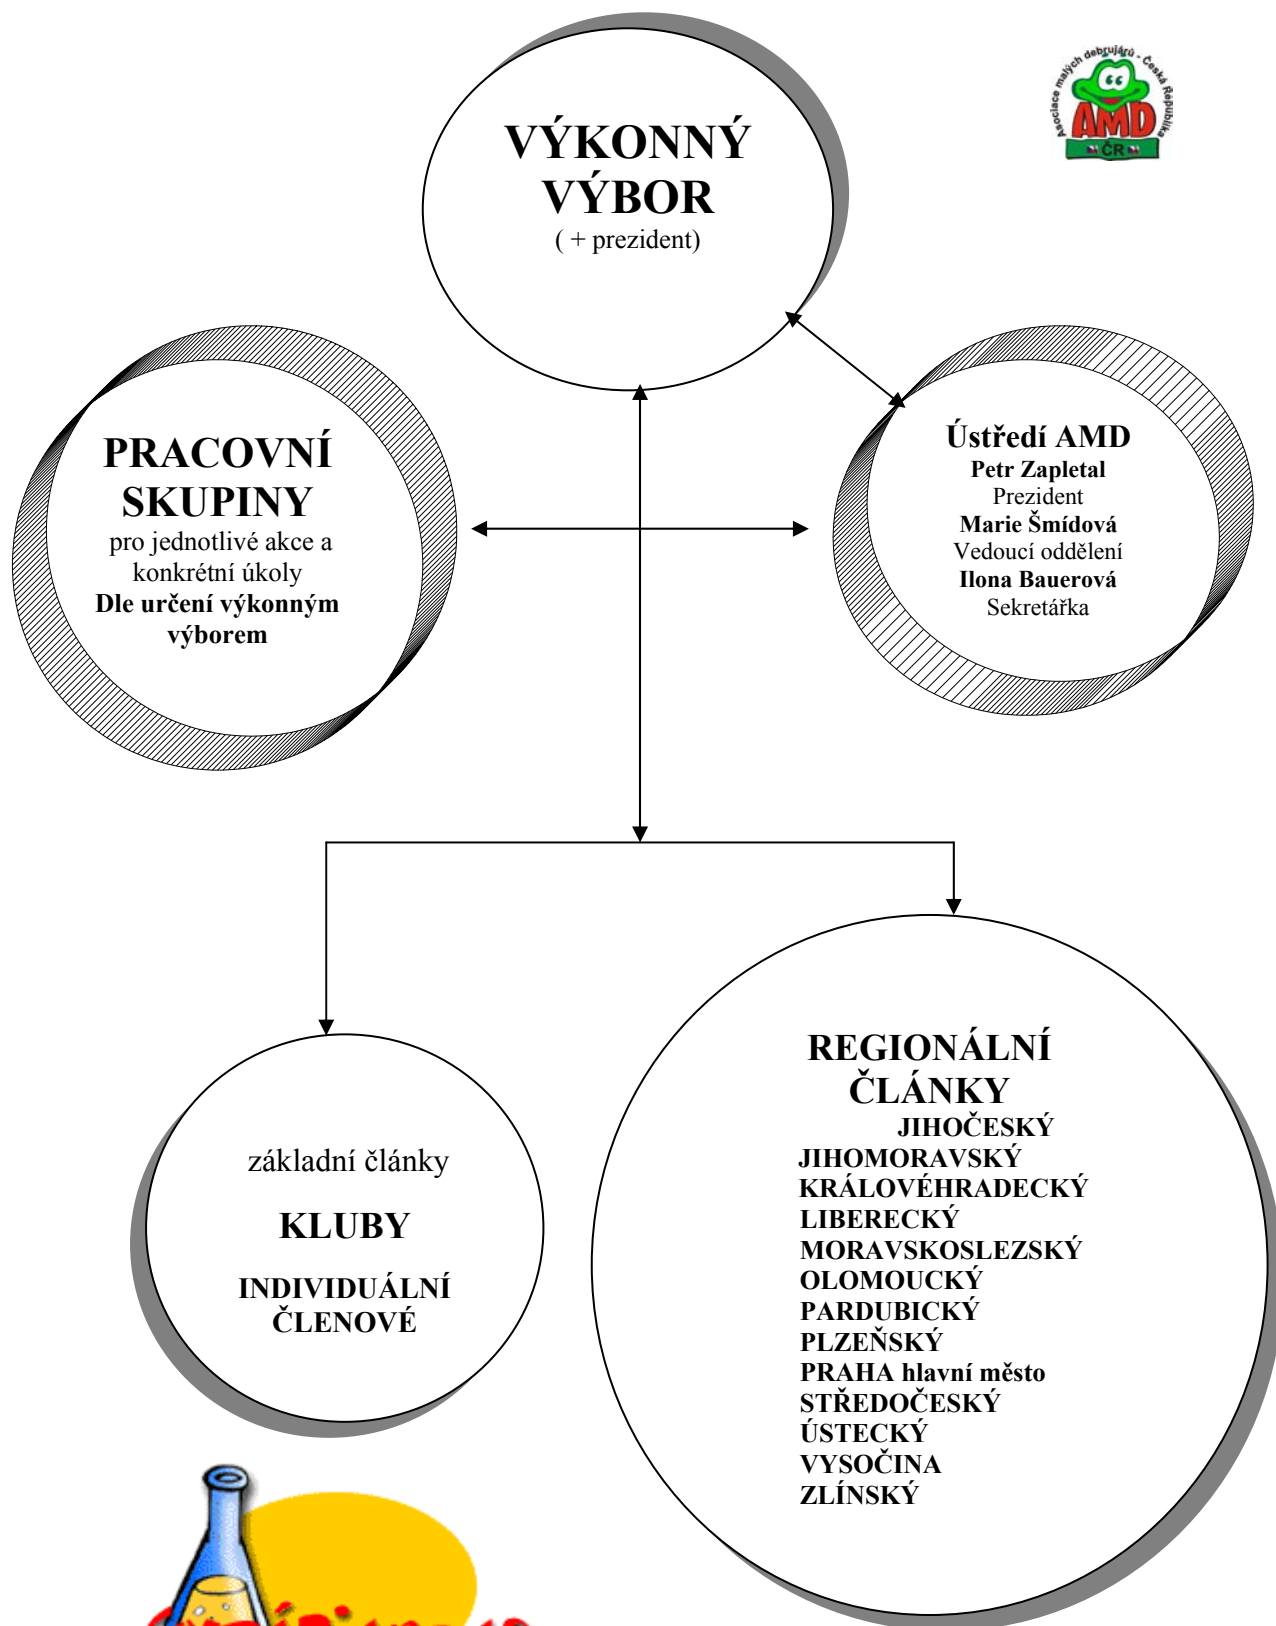 VÝKONNÝ
VÝBOR
( + prezident)
Asociace malých debrujárů - Česká Republika
AMD
ČR
PRACOVNÍ
SKUPINY
pro jednotlivé akce a
konkrétní úkoly
Dle určení výkonným
výborem
Ústředí AMD
Petr Zapletal
Prezident
Marie Šmídová
Vedoucí oddělení
Ilona Bauerová
Sekretářka
základní články
KLUBY
INDIVIDUÁLNÍ
ČLENOVÉ
REGIONÁLNÍ
ČLÁNKY
JIHOČESKÝ
JIHOMORAVSKÝ
KRÁLOVÉHRADECKÝ
LIBERECKÝ
MORAVSKOSLEZSKÝ
OLOMOUCKÝ
PARDUBICKÝ
PLZEŇSKÝ
PRAHA hlavní město
STŘEDOČESKÝ
ÚSTECKÝ
VYSOČINA
ZLÍNSKÝ